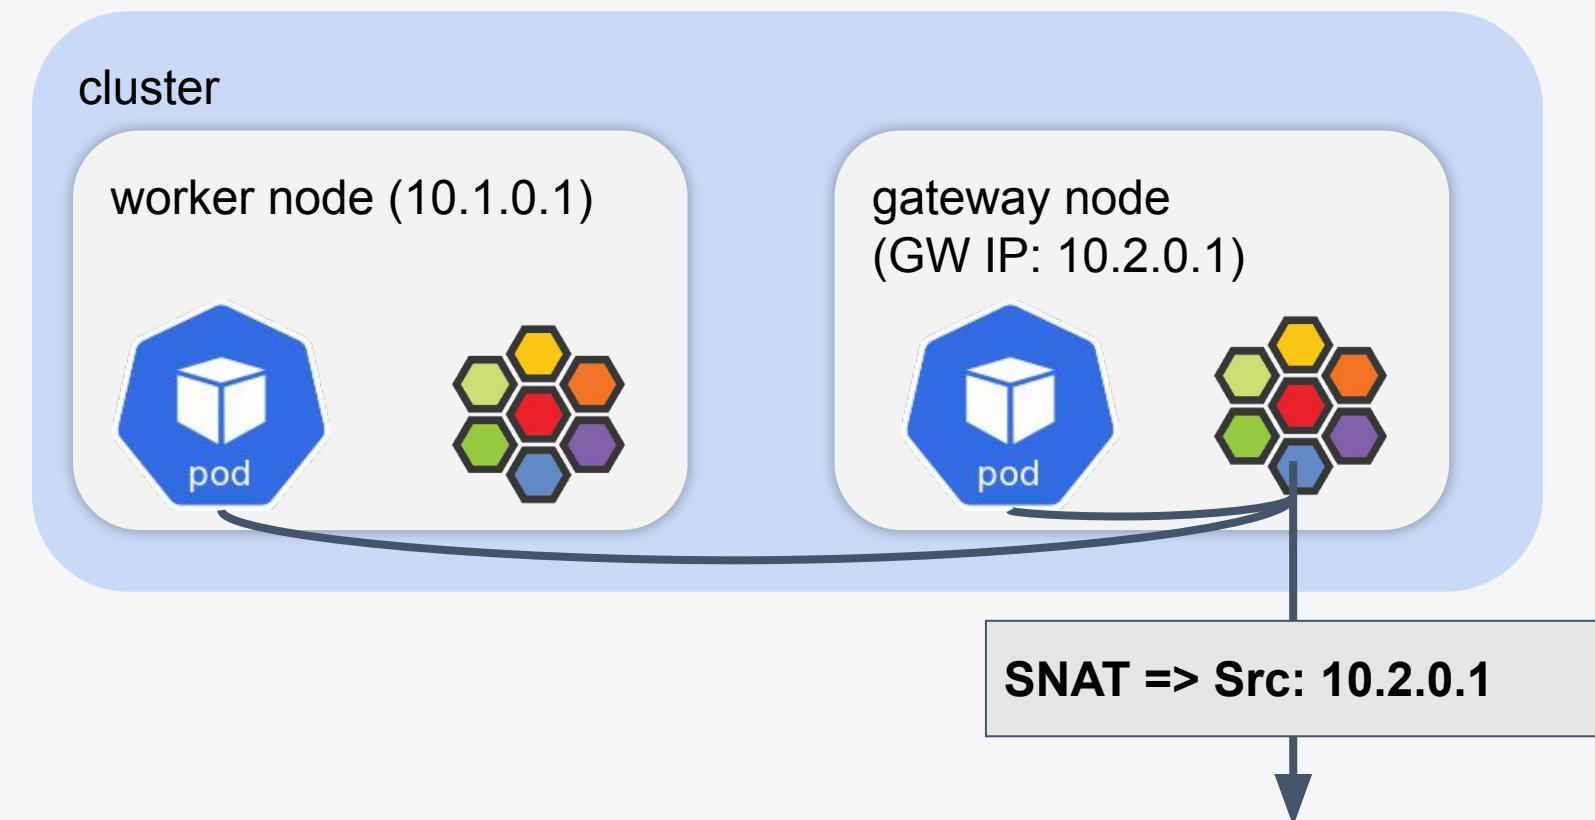 cluster
worker node (10.1.0.1)
gateway node
(GW IP: 10.2.0.1)
pod
pod
SNAT => Src: 10.2.0.1